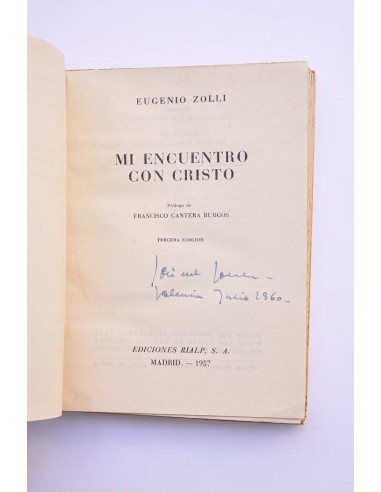 EUGENIO ZOLLI
MI ENCUENTRO
CON CRISTO
Prólogo de
FRANCISCO CANTERA BURGOS
TERCERA EDICION
Valencia Julio 1960-
EDICIONES RIALP, S. A.
MADRID. — 1957